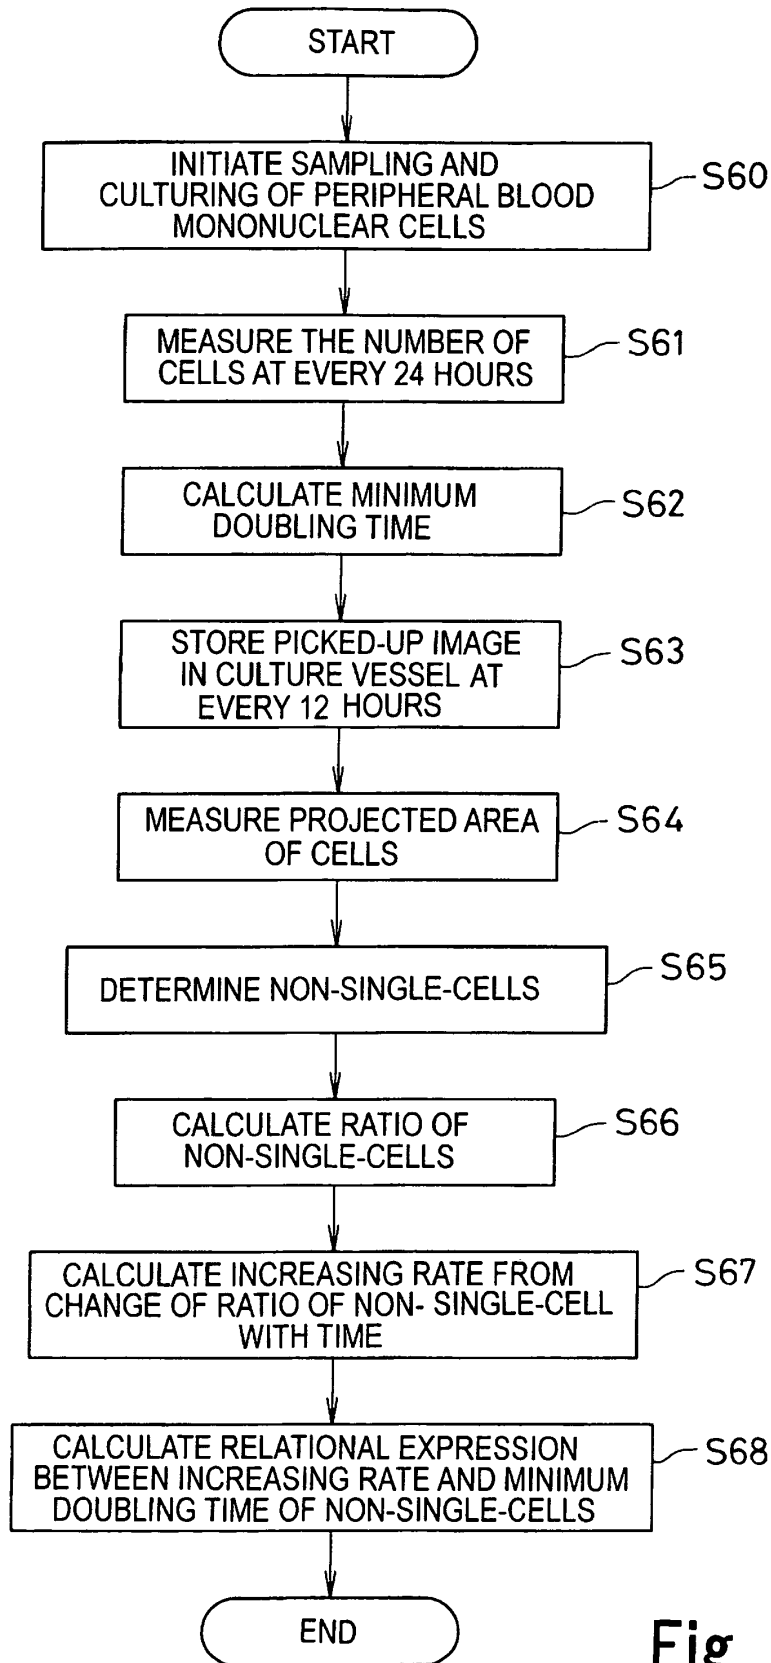 START
INITIATE SAMPLING AND
CULTURING OF PERIPHERAL BLOOD
MONONUCLEAR CELLS
S60
MEASURE THE NUMBER OF
CELLS AT EVERY 24 HOURS
S61
CALCULATE MINIMUM
DOUBLING TIME
S62
STORE PICKED-UP IMAGE
IN CULTURE VESSEL AT
EVERY 12 HOURS
S63
MEASURE PROJECTED AREA
OF CELLS
S64
DETERMINE NON-SINGLE-CELLS
S65
CALCULATE RATIO OF
NON-SINGLE-CELLS
S66
CALCULATE INCREASING RATE FROM
CHANGE OF RATIO OF NON- SINGLE-CELL
WITH TIME
S67
CALCULATE RELATIONAL EXPRESSION
BETWEEN INCREASING RATE AND MINIMUM
DOUBLING TIME OF NON-SINGLE-CELLS
S68
END
Fig